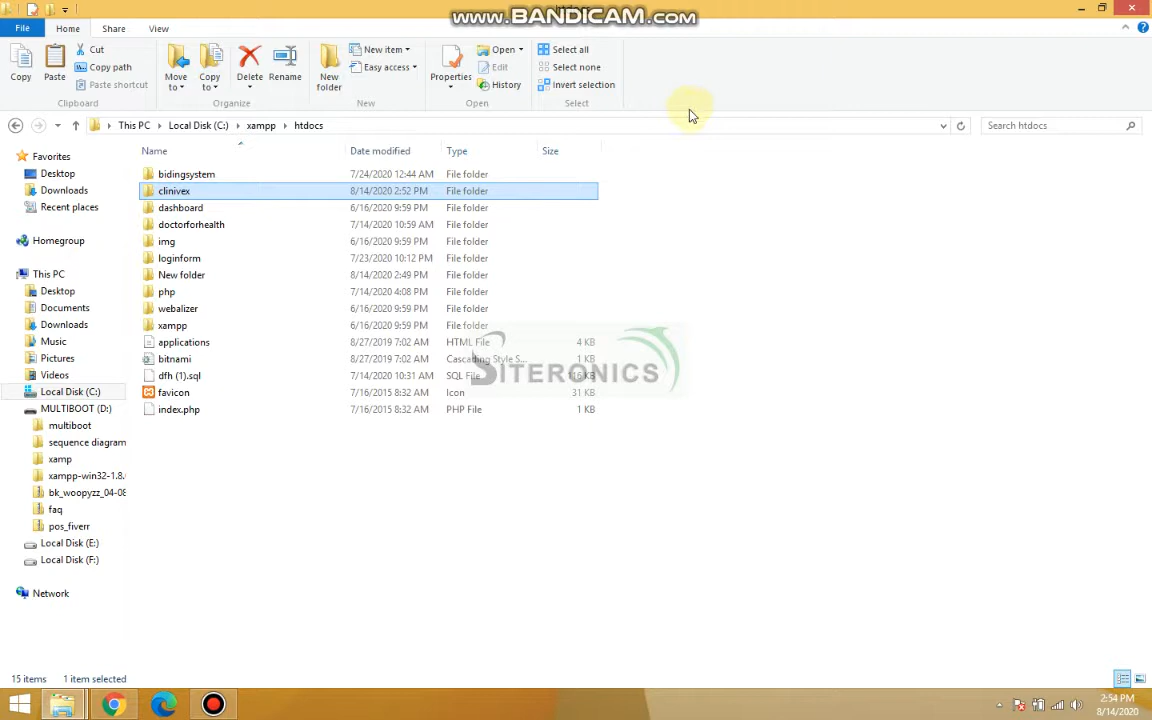 WWW.BANDICAM.COM
File
Home
Share
View
Copy
Paste
Cut
Copy path
Paste shortcut
Clipboard
Move to
Copy to
Delete
Rename
Organize
New folder
New item
Easy access
New
Properties
Open
Edit
History
Open
Select all
Select none
Invert selection
Select
This PC
Local Disk (C:)
xampp
htdocs
Search htdocs
Name Date modified Type Size
Favorites
Desktop
Downloads
Recent places
Homegroup
This PC
Desktop
Documents
Downloads
Music
Pictures
Videos
Local Disk (C:)
MULTIBOOT (D:)
multiboot
sequence diagram
xamp
xampp-win32-1.8.
bk_woopyzz_04-08
faq
pos_fiverr
Local Disk (E:)
Local Disk (F:)
Network
bidingsystem 7/24/2020 12:44 AM File folder
clinivex 8/14/2020 2:52 PM File folder
dashboard 6/16/2020 9:59 PM File folder
doctorforhealth 7/14/2020 10:59 AM File folder
img 6/16/2020 9:59 PM File folder
loginform 7/23/2020 10:12 PM File folder
New folder 8/14/2020 2:49 PM File folder
php 7/14/2020 4:08 PM File folder
webalizer 6/16/2020 9:59 PM File folder
xampp 6/16/2020 9:59 PM File folder
applications 8/27/2019 7:02 AM HTML File 4 KB
bitnami 8/27/2019 7:02 AM Cascading Style S... 1 KB
dfh (1).sql 7/14/2020 10:31 AM SQL File 116 KB
favicon 7/16/2015 8:32 AM Icon 31 KB
index.php 7/16/2015 8:32 AM PHP File 1 KB
SITERONICS
15 items 1 item selected
2:54 PM
8/14/2020